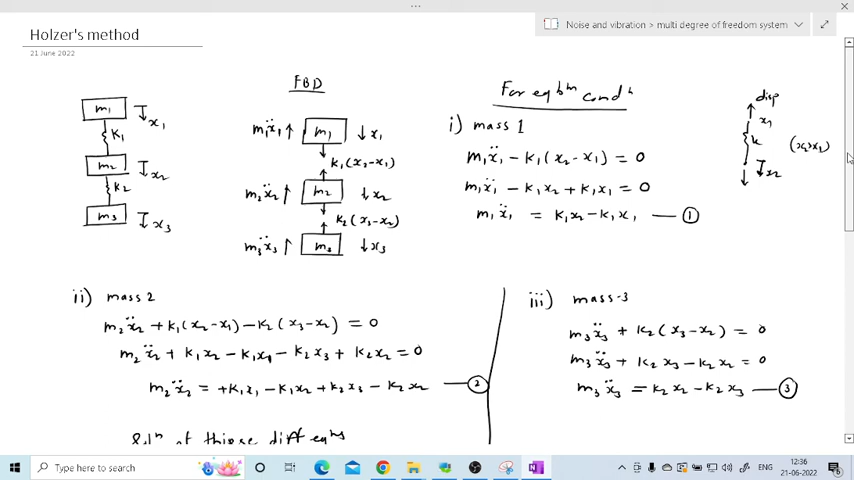 Noise and vibration > multi degree of freedom system
Holzer's method
21 June 2022
FBD
For eqbᵐ condⁿ
m₁
x₁
k₁
m₂
x₂
k₂
m₃
x₃
m₁ẍ₁ ↑ m₁ ↓ x₁
k₁(x₂-x₁)
m₂ẍ₂ ↑ m₂ ↓ x₂
k₂(x₃-x₂)
m₃ẍ₃ ↑ m₃ ↓ x₃
i) mass 1
m₁ẍ₁ - k₁(x₂-x₁) = 0
m₁ẍ₁ - k₁x₂ + k₁x₁ = 0
m₁ẍ₁ = k₁x₂ - k₁x₁ — ①
disp
x₁
k
x₂
ii) mass 2
m₂ẍ₂ + k₁(x₂-x₁) - k₂(x₃-x₂) = 0
m₂ẍ₂ + k₁x₂ - k₁x₁ - k₂x₃ + k₂x₂ = 0
m₂ẍ₂ = +k₁x₁ - k₁x₂ + k₂x₃ - k₂x₂ — ②
iii) mass-3
m₃ẍ₃ + k₂(x₃-x₂) = 0
m₃ẍ₃ + k₂x₃ - k₂x₂ = 0
m₃ẍ₃ = k₂x₂ - k₂x₃ — ③
Type here to search
ENG
12:36
21-06-2022